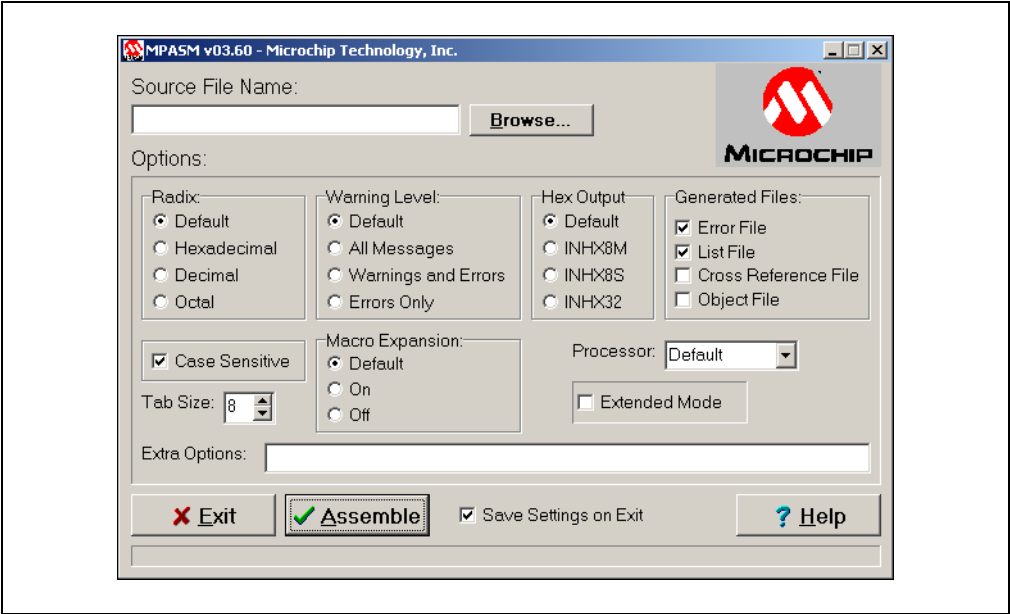 MPASM v03.60 - Microchip Technology, Inc.
Source File Name:
Browse...
MICROCHIP
Options:
Radix:
Default
Hexadecimal
Decimal
Octal
Warning Level:
Default
All Messages
Warnings and Errors
Errors Only
Hex Output
Default
INHX8M
INHX8S
INHX32
Generated Files:
Error File
List File
Cross Reference File
Object File
Case Sensitive
Tab Size: 8
Macro Expansion:
Default
On
Off
Processor: Default
Extended Mode
Extra Options:
Exit
Assemble
Save Settings on Exit
? Help